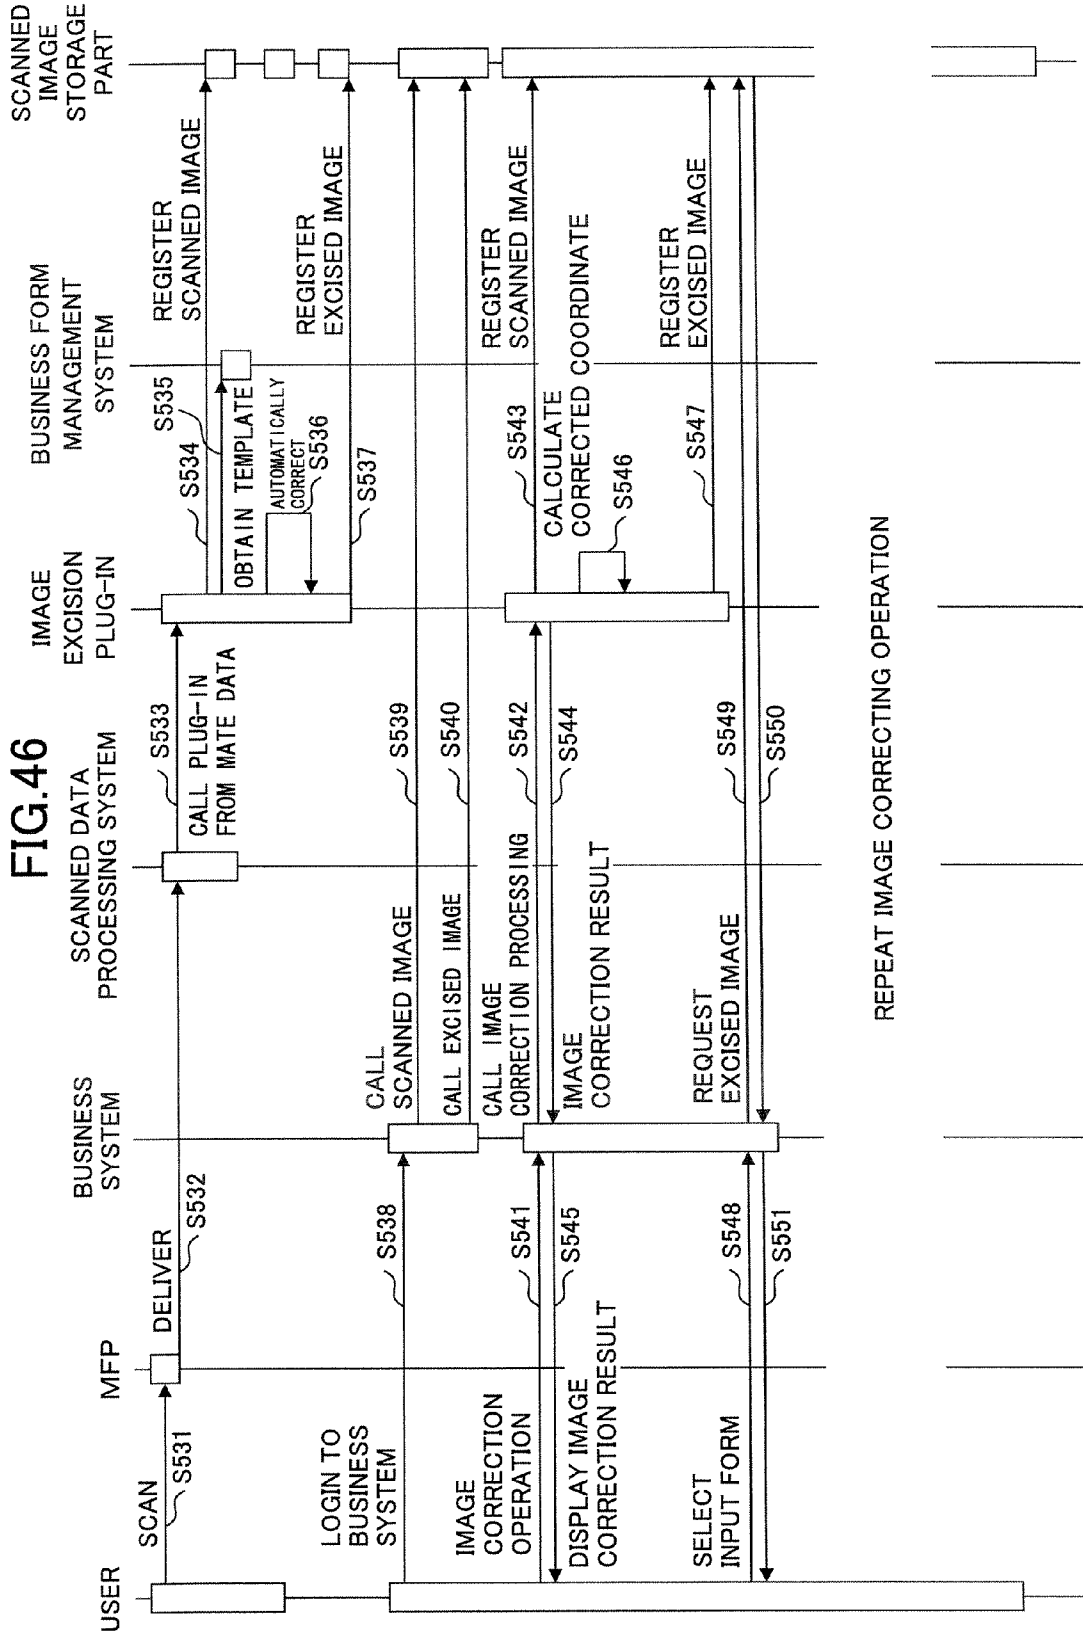 FIG.46
USER
MFP
BUSINESS
SYSTEM
SCANNED DATA
PROCESSING SYSTEM
IMAGE
EXCISION
PLUG-IN
BUSINESS FORM
MANAGEMENT
SYSTEM
SCANNED
IMAGE
STORAGE
PART
SCAN
S531
DELIVER
S532
S533
CALL PLUG-IN
FROM MATE DATA
S534
REGISTER
SCANNED IMAGE
S535
OBTAIN TEMPLATE
AUTOMATICALLY
CORRECT
S536
REGISTER
EXCISED IMAGE
S537
LOGIN TO
BUSINESS
SYSTEM
S538
CALL
SCANNED IMAGE
S539
CALL EXCISED IMAGE
S540
IMAGE
CORRECTION
OPERATION
S541
CALL IMAGE
CORRECTION PROCESSING
S542
REGISTER
SCANNED IMAGE
S543
DISPLAY IMAGE
CORRECTION RESULT
S545
IMAGE
CORRECTION RESULT
S544
CALCULATE
CORRECTED COORDINATE
S546
REGISTER
EXCISED IMAGE
S547
SELECT
INPUT FORM
S548
S551
REQUEST
EXCISED IMAGE
S549
S550
REPEAT IMAGE CORRECTING OPERATION